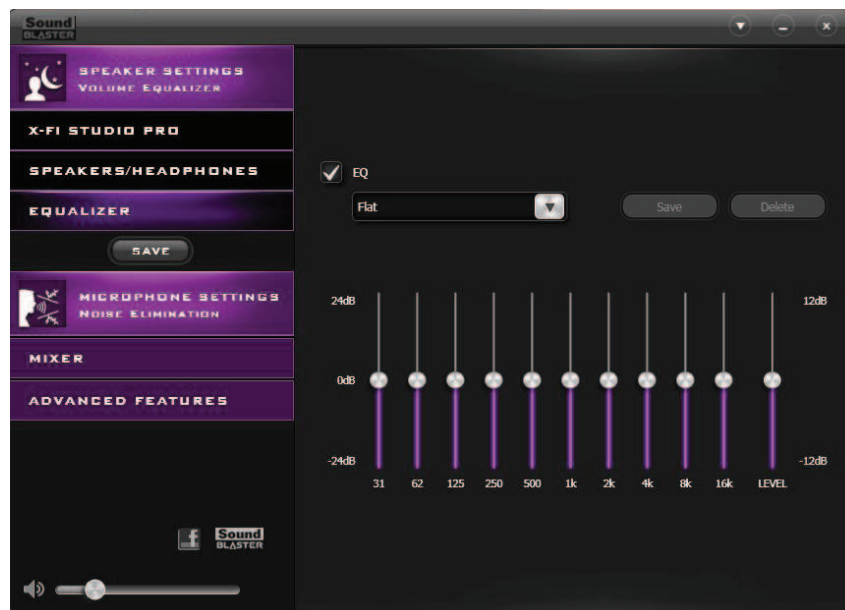 Sound
BLASTER
SPEAKER SETTINGS
VOLUME EQUALIZER
X-FI STUDIO PRO
SPEAKERS/HEADPHONES
EQUALIZER
SAVE
MICROPHONE SETTINGS
NOISE ELIMINATION
MIXER
ADVANCED FEATURES
f Sound
BLASTER
EQ
Flat Save Delete
24dB 12dB
0dB
-24dB -12dB
31 62 125 250 500 1k 2k 4k 8k 16k LEVEL